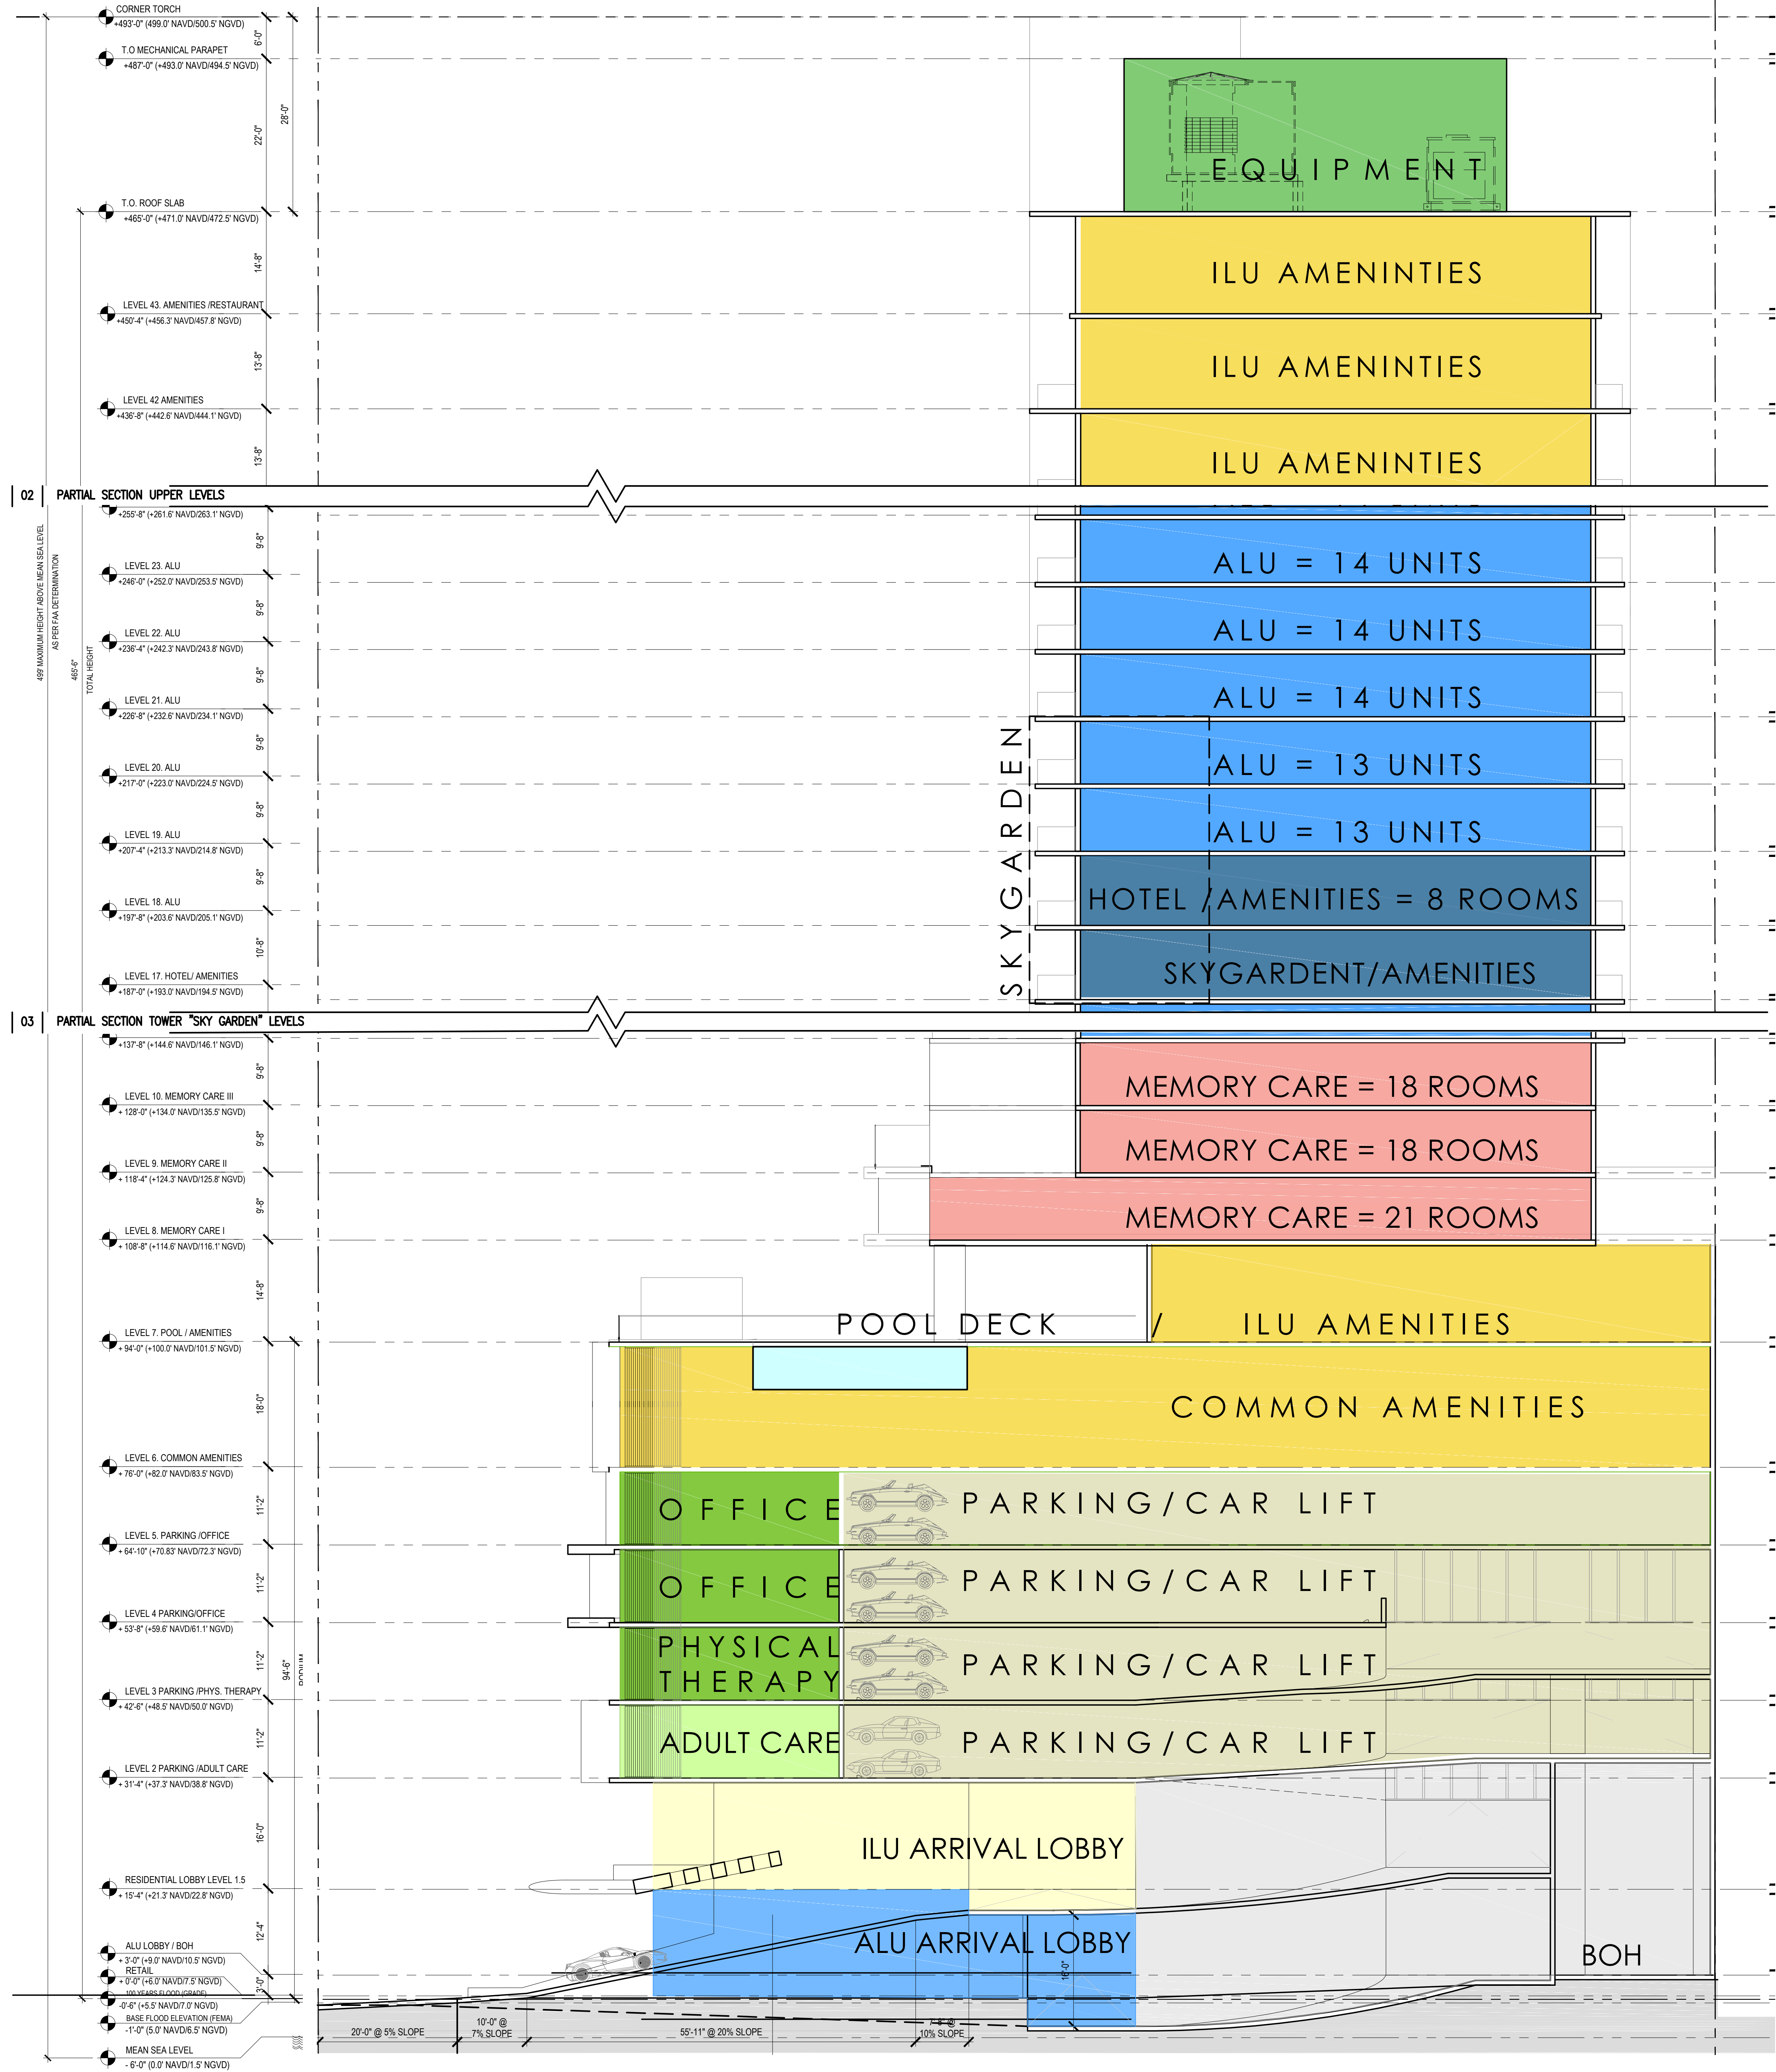 CORNER TORCH
+493'-0" (499.0' NAVD/500.5' NGVD)
6'-0"
T.O MECHANICAL PARAPET
+487'-0" (+493.0' NAVD/494.5' NGVD)
22'-0"
28'-0"
EQUIPMENT
T.O. ROOF SLAB
+465'-0" (+471.0' NAVD/472.5' NGVD)
14'-8"
ILU AMENINTIES
LEVEL 43. AMENITIES /RESTAURANT
+450'-4" (+456.3' NAVD/457.8' NGVD)
13'-8"
ILU AMENINTIES
LEVEL 42 AMENITIES
+436'-8" (+442.6' NAVD/444.1' NGVD)
13'-8"
ILU AMENINTIES
02 PARTIAL SECTION UPPER LEVELS
+255'-8" (+261.6' NAVD/263.1' NGVD)
9'-8"
ALU = 14 UNITS
LEVEL 23. ALU
+246'-0" (+252.0' NAVD/253.5' NGVD)
9'-8"
ALU = 14 UNITS
LEVEL 22. ALU
+236'-4" (+242.3' NAVD/243.8' NGVD)
9'-8"
ALU = 14 UNITS
499' MAXIMUM HEIGHT ABOVE MEAN SEA LEVEL
AS PER FAA DETERMINATION
465'-6"
TOTAL HEIGHT
LEVEL 21. ALU
+226'-8" (+232.6' NAVD/234.1' NGVD)
9'-8"
ALU = 13 UNITS
LEVEL 20. ALU
+217'-0" (+223.0' NAVD/224.5' NGVD)
9'-8"
ALU = 13 UNITS
SKYGARDEN
LEVEL 19. ALU
+207'-4" (+213.3' NAVD/214.8' NGVD)
9'-8"
HOTEL /AMENITIES = 8 ROOMS
LEVEL 18. ALU
+197'-8" (+203.6' NAVD/205.1' NGVD)
10'-8"
SKYGARDENT/AMENITIES
LEVEL 17. HOTEL/ AMENITIES
+187'-0" (+193.0' NAVD/194.5' NGVD)
03 PARTIAL SECTION TOWER "SKY GARDEN" LEVELS
+137'-8" (+144.6' NAVD/146.1' NGVD)
9'-8"
MEMORY CARE = 18 ROOMS
LEVEL 10. MEMORY CARE III
+ 128'-0" (+134.0' NAVD/135.5' NGVD)
9'-8"
MEMORY CARE = 18 ROOMS
LEVEL 9. MEMORY CARE II
+ 118'-4" (+124.3' NAVD/125.8' NGVD)
9'-8"
MEMORY CARE = 21 ROOMS
LEVEL 8. MEMORY CARE I
+ 108'-8" (+114.6' NAVD/116.1' NGVD)
14'-8"
POOL DECK / ILU AMENITIES
LEVEL 7. POOL / AMENITIES
+ 94'-0" (+100.0' NAVD/101.5' NGVD)
18'-0"
COMMON AMENITIES
LEVEL 6. COMMON AMENITIES
+ 76'-0" (+82.0' NAVD/83.5' NGVD)
11'-2"
OFFICE
PARKING/CAR LIFT
LEVEL 5. PARKING /OFFICE
+ 64'-10" (+70.83' NAVD/72.3' NGVD)
11'-2"
OFFICE
PARKING/CAR LIFT
LEVEL 4 PARKING/OFFICE
+ 53'-8" (+59.6' NAVD/61.1' NGVD)
11'-2"
94'-6"
PODIUM
PHYSICAL
THERAPY
PARKING/CAR LIFT
LEVEL 3 PARKING /PHYS. THERAPY
+ 42'-6" (+48.5' NAVD/50.0' NGVD)
11'-2"
ADULT CARE
PARKING/CAR LIFT
LEVEL 2 PARKING /ADULT CARE
+ 31'-4" (+37.3' NAVD/38.8' NGVD)
16'-0"
ILU ARRIVAL LOBBY
RESIDENTIAL LOBBY LEVEL 1.5
+ 15'-4" (+21.3' NAVD/22.8' NGVD)
12'-4"
ALU ARRIVAL LOBBY
16'-0"
BOH
ALU LOBBY / BOH
+ 3'-0" (+9.0' NAVD/10.5' NGVD)
RETAIL
+ 0'-0" (+6.0' NAVD/7.5' NGVD)
3'-0"
100 YEARS FLOOD (GRADE)
-0'-6" (+5.5' NAVD/7.0' NGVD)
BASE FLOOD ELEVATION (FEMA)
-1'-0" (5.0' NAVD/6.5' NGVD)
20'-0" @ 5% SLOPE
10'-0" @
7% SLOPE
55'-11" @ 20% SLOPE
7'-8" @
10% SLOPE
MEAN SEA LEVEL
- 6'-0" (0.0' NAVD/1.5' NGVD)